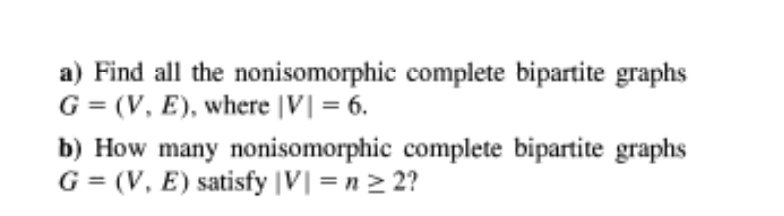 a) Find all the nonisomorphic complete bipartite graphs
G = (V, E), where |V| = 6.
b) How many nonisomorphic complete bipartite graphs
G = (V, E) satisfy |V| = n ≥ 2?